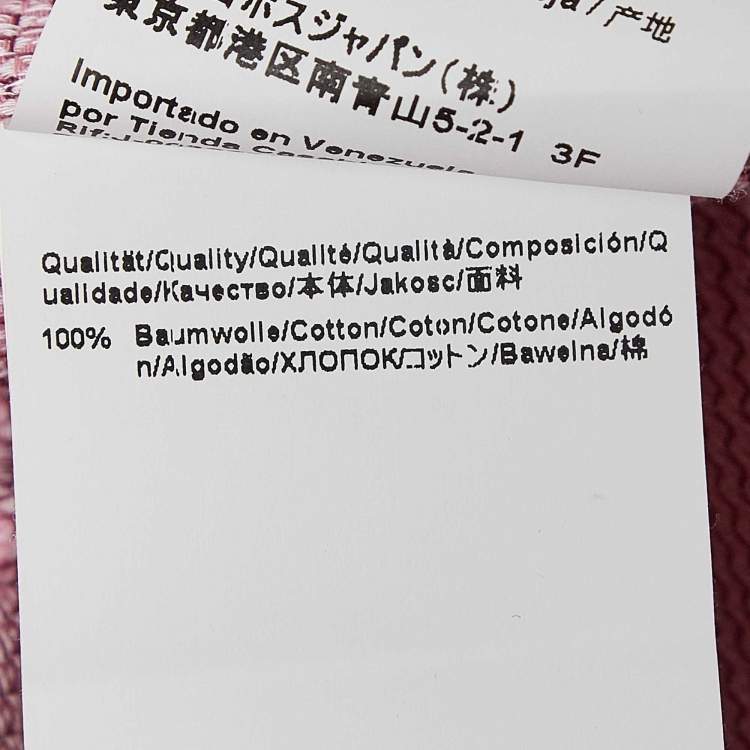 / 产地
ボスジャパン(株)
東京都港区南青山5-2-1 3F
Importado en Venezuela
por Tienda
Qualität/Quality/Qualité/Qualità/Composición/Q
ualidade/Качество/本体/Jakosc/面料
100% Baumwolle/Cotton/Coton/Cotone/Algodó
n/Algodão/ХЛОПОК/コットン/Bawelna/棉